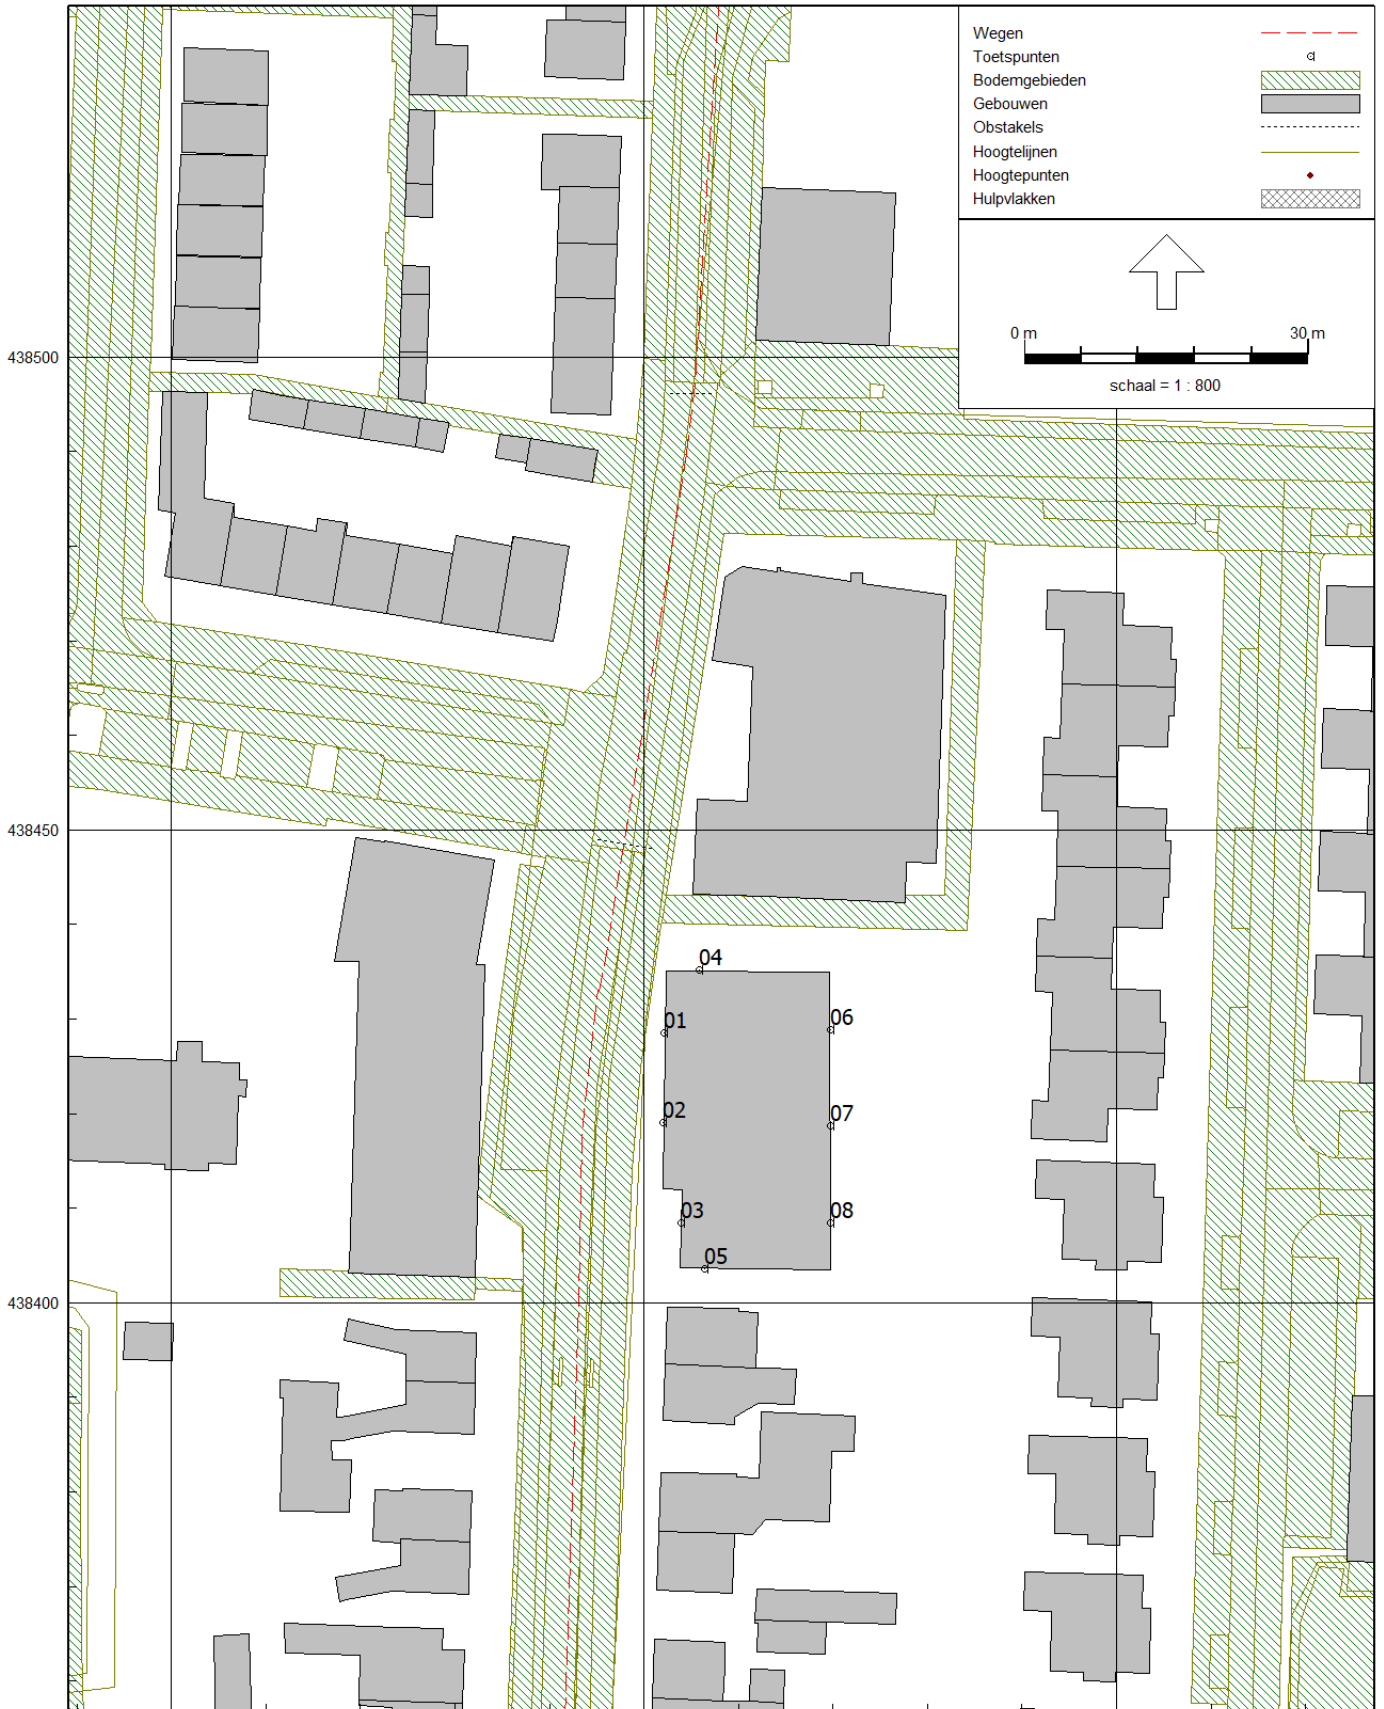 Wegen
Toetspunten
Bodemgebieden
Gebouwen
Obstakels
Hoogtelijnen
Hoogtepunten
Hulpvlakken
0 m 30 m
schaal = 1 : 800
438500
438450
04
01 06
02 07
03 08
05
438400